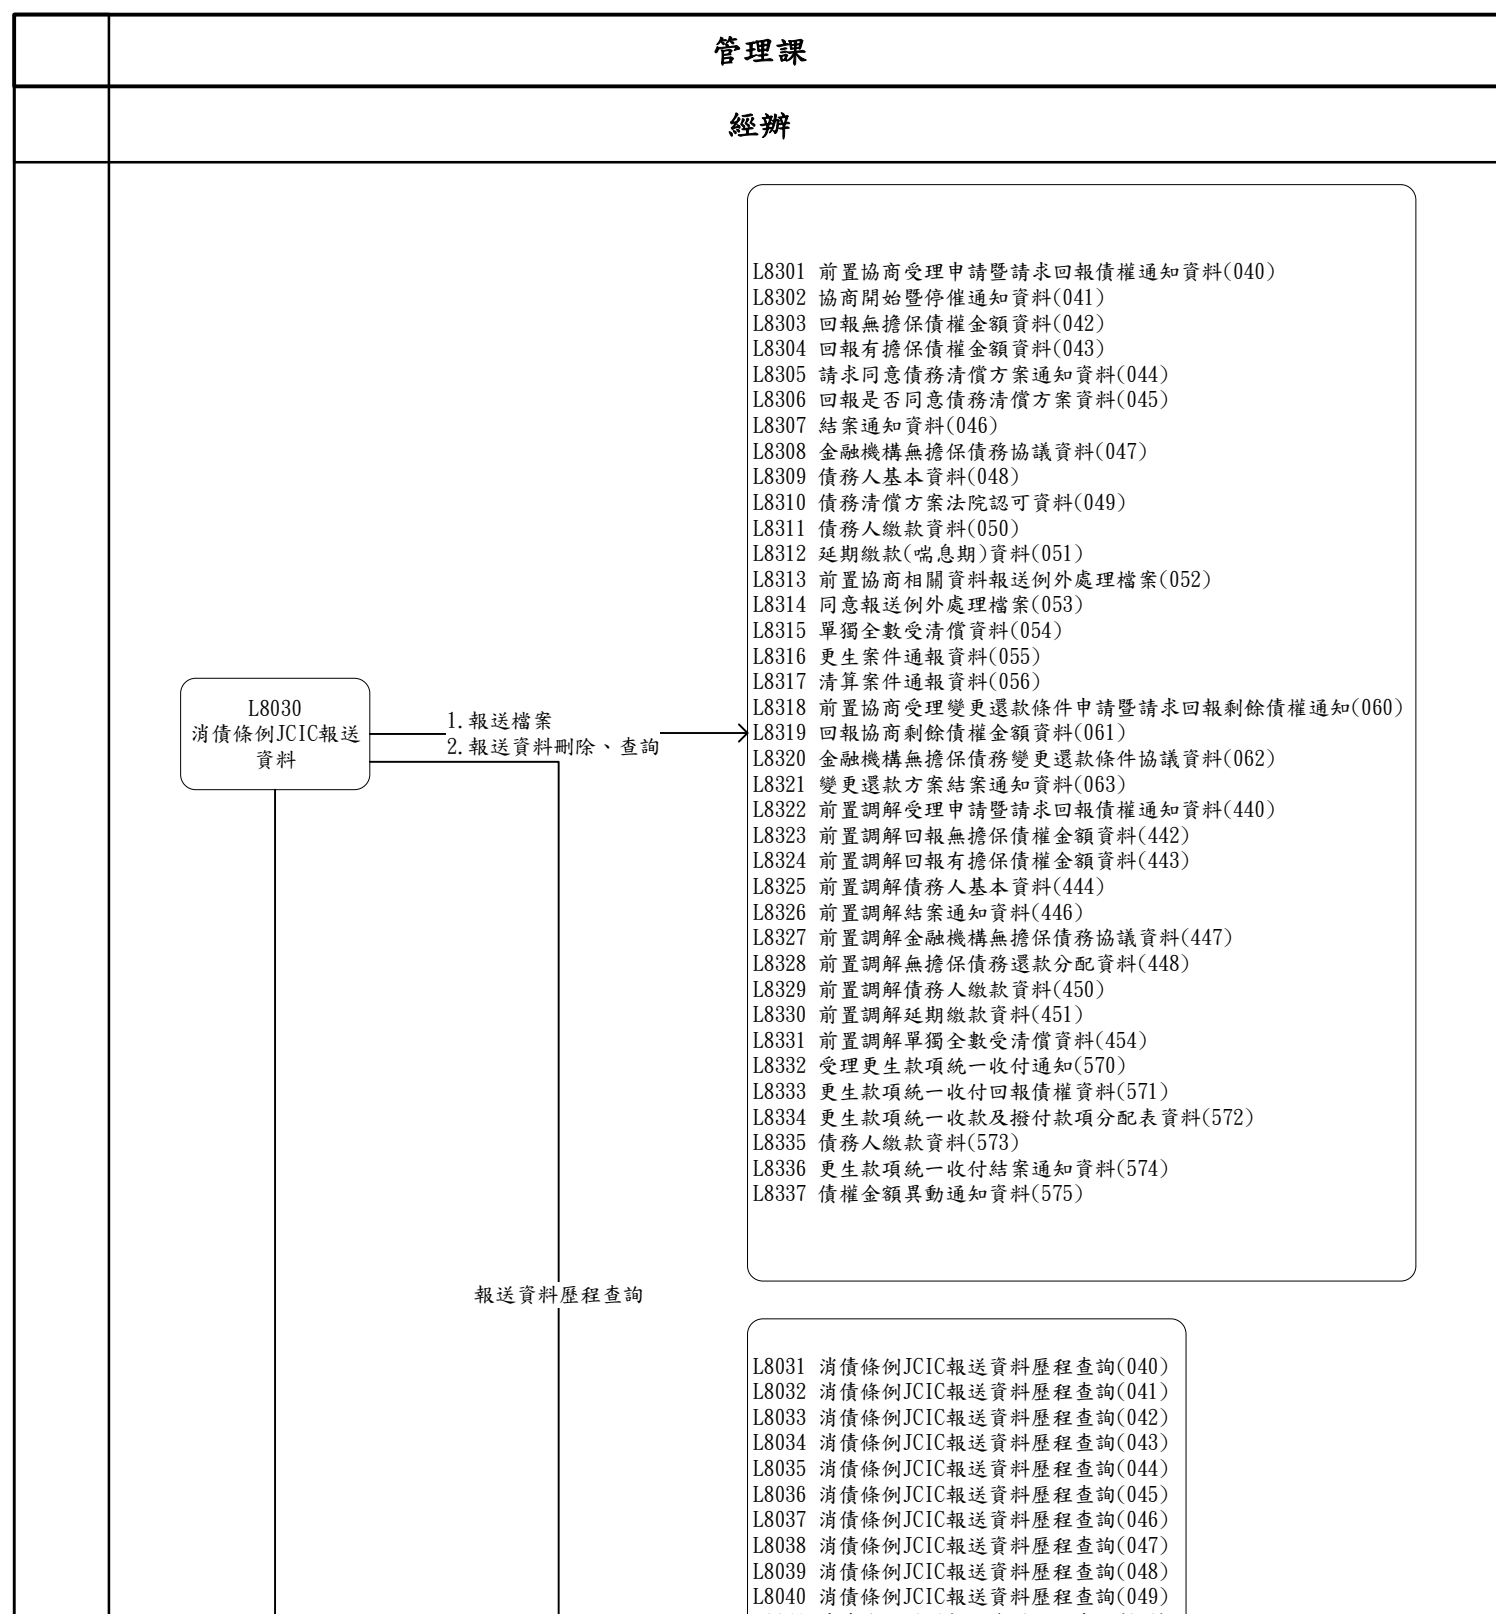 管理課
經辦
L8301 前置協商受理申請暨請求回報債權通知資料(040)
L8302 協商開始暨停催通知資料(041)
L8303 回報無擔保債權金額資料(042)
L8304 回報有擔保債權金額資料(043)
L8305 請求同意債務清償方案通知資料(044)
L8306 回報是否同意債務清償方案資料(045)
L8307 結案通知資料(046)
L8308 金融機構無擔保債務協議資料(047)
L8309 債務人基本資料(048)
L8310 債務清償方案法院認可資料(049)
L8311 債務人繳款資料(050)
L8312 延期繳款(喘息期)資料(051)
L8313 前置協商相關資料報送例外處理檔案(052)
L8314 同意報送例外處理檔案(053)
L8315 單獨全數受清償資料(054)
L8316 更生案件通報資料(055)
L8317 清算案件通報資料(056)
L8318 前置協商受理變更還款條件申請暨請求回報剩餘債權通知(060)
L8319 回報協商剩餘債權金額資料(061)
L8320 金融機構無擔保債務變更還款條件協議資料(062)
L8321 變更還款方案結案通知資料(063)
L8322 前置調解受理申請暨請求回報債權通知資料(440)
L8323 前置調解回報無擔保債權金額資料(442)
L8324 前置調解回報有擔保債權金額資料(443)
L8325 前置調解債務人基本資料(444)
L8326 前置調解結案通知資料(446)
L8327 前置調解金融機構無擔保債務協議資料(447)
L8328 前置調解無擔保債務還款分配資料(448)
L8329 前置調解債務人繳款資料(450)
L8330 前置調解延期繳款資料(451)
L8331 前置調解單獨全數受清償資料(454)
L8332 受理更生款項統一收付通知(570)
L8333 更生款項統一收付回報債權資料(571)
L8334 更生款項統一收款及撥付款項分配表資料(572)
L8335 債務人繳款資料(573)
L8336 更生款項統一收付結案通知資料(574)
L8337 債權金額異動通知資料(575)
L8030
消債條例JCIC報送
資料
1.報送檔案
2.報送資料刪除、查詢
報送資料歷程查詢
L8031 消債條例JCIC報送資料歷程查詢(040)
L8032 消債條例JCIC報送資料歷程查詢(041)
L8033 消債條例JCIC報送資料歷程查詢(042)
L8034 消債條例JCIC報送資料歷程查詢(043)
L8035 消債條例JCIC報送資料歷程查詢(044)
L8036 消債條例JCIC報送資料歷程查詢(045)
L8037 消債條例JCIC報送資料歷程查詢(046)
L8038 消債條例JCIC報送資料歷程查詢(047)
L8039 消債條例JCIC報送資料歷程查詢(048)
L8040 消債條例JCIC報送資料歷程查詢(049)